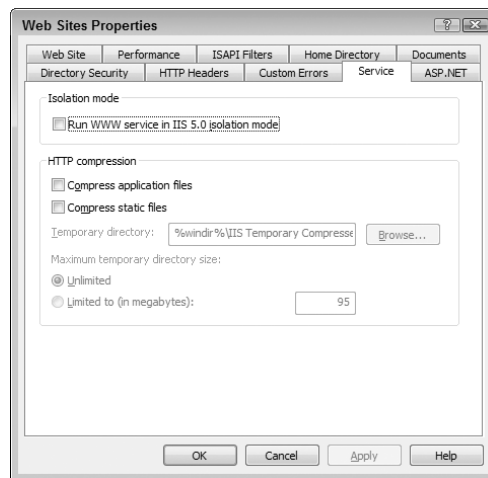 Web Sites Properties
?
Web Site Performance ISAPI Filters Home Directory Documents
Directory Security HTTP Headers Custom Errors Service ASP.NET
Isolation mode
Run WWW service in IIS 5.0 isolation mode
HTTP compression
Compress application files
Compress static files
Temporary directory: %windir%\IIS Temporary Compresse Browse...
Maximum temporary directory size:
Unlimited
Limited to (in megabytes): 95
OK Cancel Apply Help